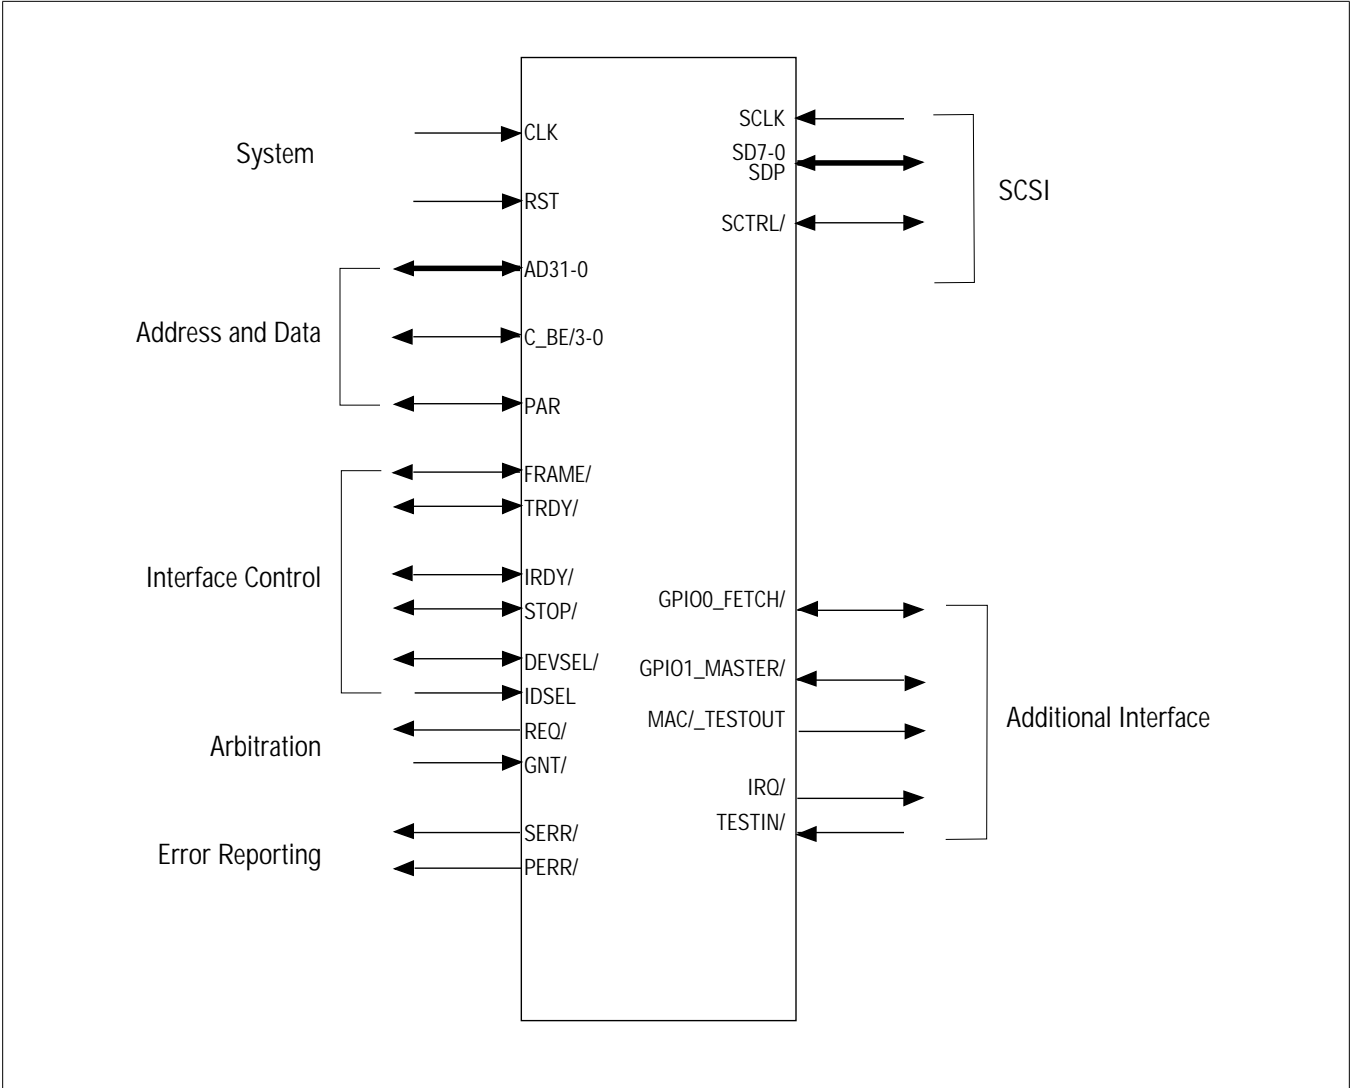 System
CLK
RST
Address and Data
AD31-0
C_BE/3-0
PAR
Interface Control
FRAME/
TRDY/
IRDY/
STOP/
DEVSEL/
IDSEL
Arbitration
REQ/
GNT/
Error Reporting
SERR/
PERR/
SCLK
SD7-0
SDP
SCTRL/
SCSI
GPIO0_FETCH/
GPIO1_MASTER/
MAC/_TESTOUT
IRQ/
TESTIN/
Additional Interface